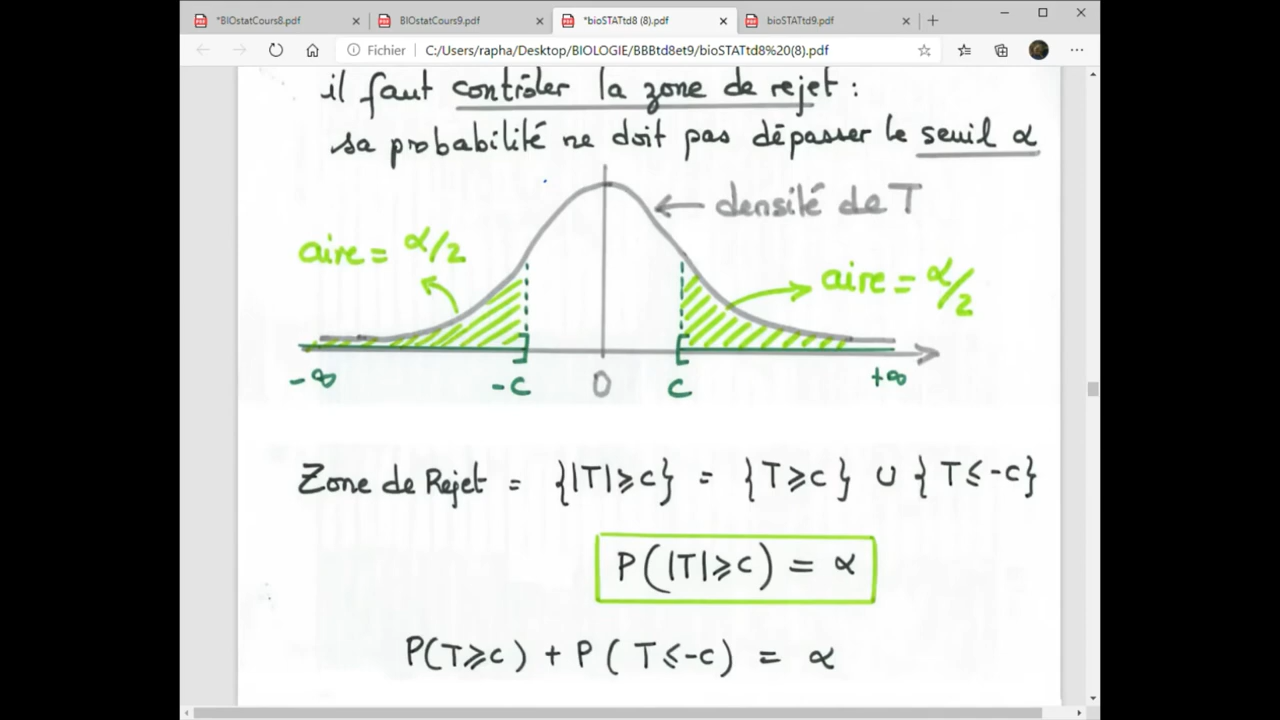 *BIOstatCours8.pdf
BIOstatCours9.pdf
*bioSTATtd8 (8).pdf
bioSTATtd9.pdf
Fichier C:/Users/rapha/Desktop/BIOLOGIE/BBBtd8et9/bioSTATtd8%20(8).pdf
il faut contrôler la zone de rejet :
sa probabilité ne doit pas dépasser le seuil α
densité de T
aire = α/2
aire = α/2
-∞ -c 0 c +∞
Zone de Rejet = {|T|⩾c} = {T⩾c} ∪ {T⩽-c}
P(|T|⩾c) = α
P(T⩾c) + P(T⩽-c) = α